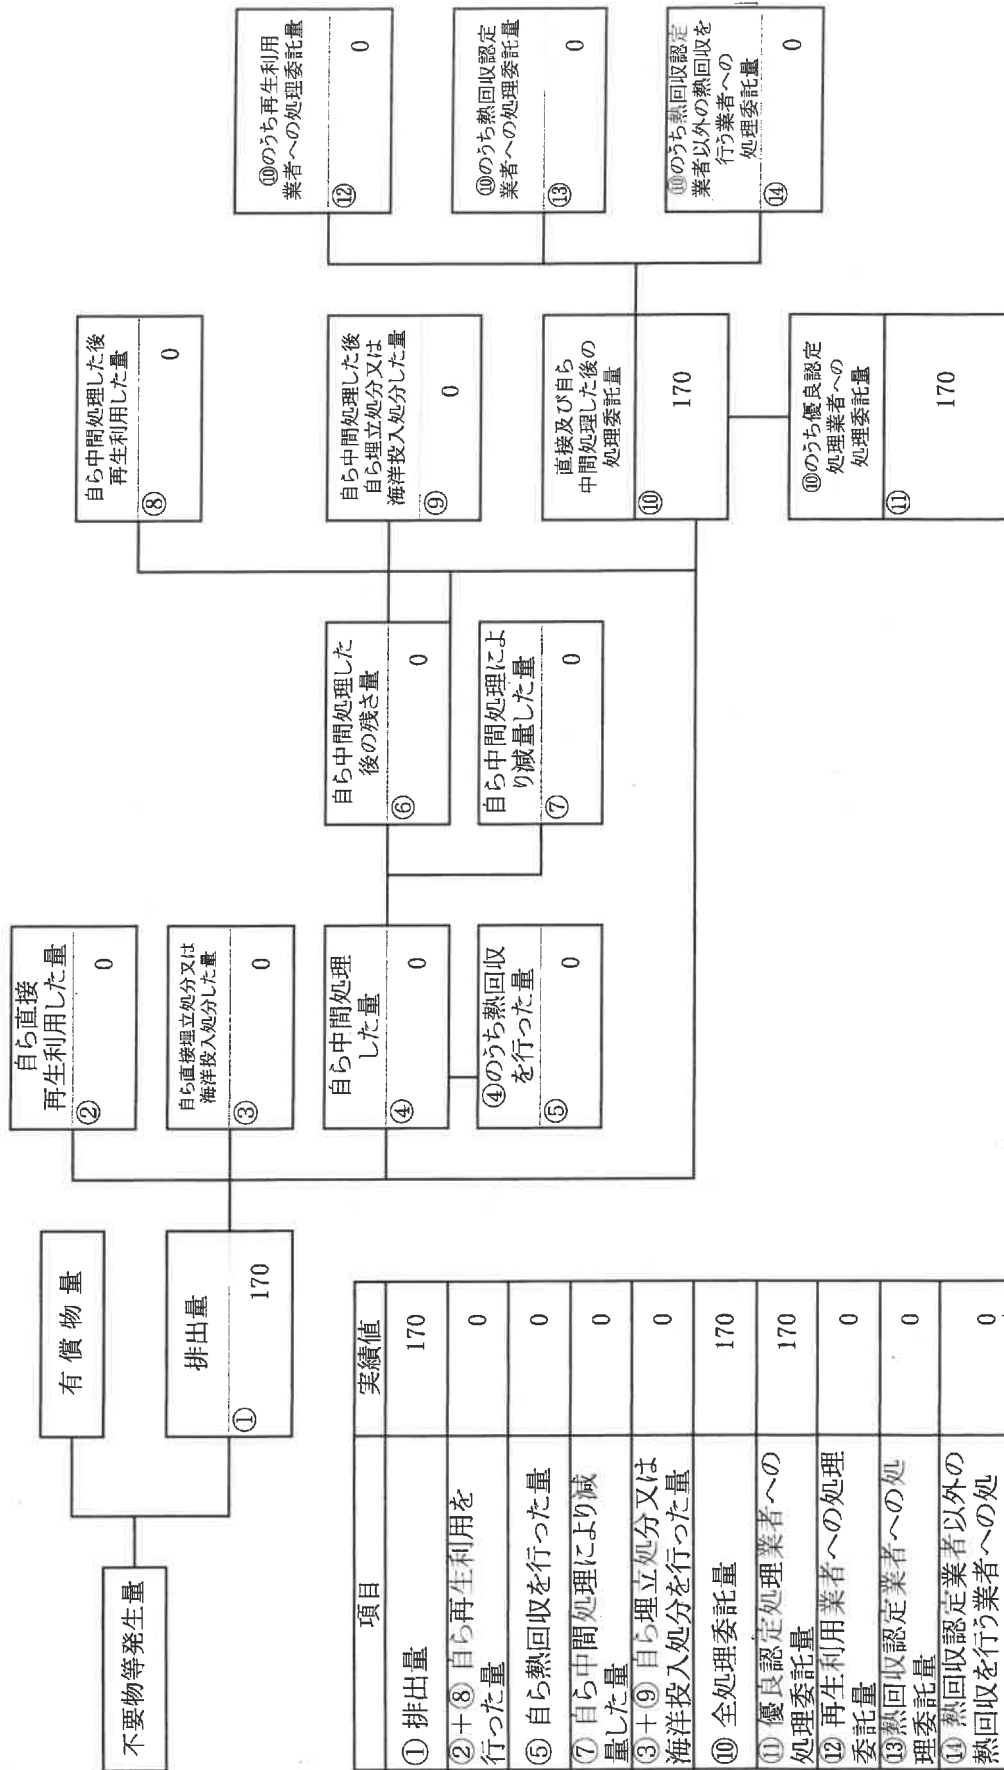 不要物等発生量
有償物量
排出量
① 170
自ら直接
再生利用した量
② 0
自ら直接埋立処分又は
海洋投入処分した量
③ 0
自ら中間処理
した量
④ 0
④のうち熱回収
を行った量
⑤ 0
自ら中間処理した
後の残さ量
⑥ 0
自ら中間処理によ
り減量した量
⑦ 0
自ら中間処理した後
再生利用した量
⑧ 0
自ら中間処理した後
自ら埋立処分又は
海洋投入処分した量
⑨ 0
直接及び自ら
中間処理した後の
処理委託量
⑩ 170
⑩のうち優良認定
処理業者への
処理委託量
⑪ 170
⑩のうち再生利用
業者への処理委託量
⑫ 0
⑩のうち熱回収認定
業者への処理委託量
⑬ 0
⑩のうち熱回収認定
業者以外の熱回収を
行う業者への
処理委託量
⑭ 0
項目 実績値
① 排出量 170
②+⑧ 自ら再生利用を
行った量 0
⑤ 自ら熱回収を行った量 0
⑦ 自ら中間処理により減
量した量 0
③+⑨ 自ら埋立処分又は
海洋投入処分を行った量 0
⑩ 全処理委託量 170
⑪ 優良認定処理業者への
処理委託量 170
⑫ 再生利用業者への処理
委託量 0
⑬ 熱回収認定業者への処
理委託量 0
⑭ 熱回収認定業者以外の
熱回収を行う業者への処 0